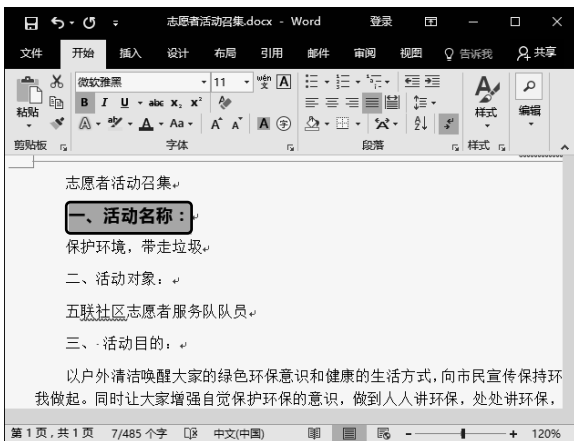 志愿者活动召集.docx - Word 登录
文件 开始 插入 设计 布局 引用 邮件 审阅 视图 告诉我 共享
微软雅黑 11 wén 文 A
粘贴 B I U abc X₂ X² 样式 编辑
A aby A Aa A A A 字
剪贴板 字体 段落 样式
志愿者活动召集
一、活动名称：
保护环境，带走垃圾
二、活动对象：
五联社区志愿者服务队队员
三、·活动目的：
以户外清洁唤醒大家的绿色环保意识和健康的生活方式，向市民宣传保持环
我做起。同时让大家增强自觉保护环保的意识，做到人人讲环保，处处讲环保，
第1页，共1页 7/485个字 中文(中国) 120%